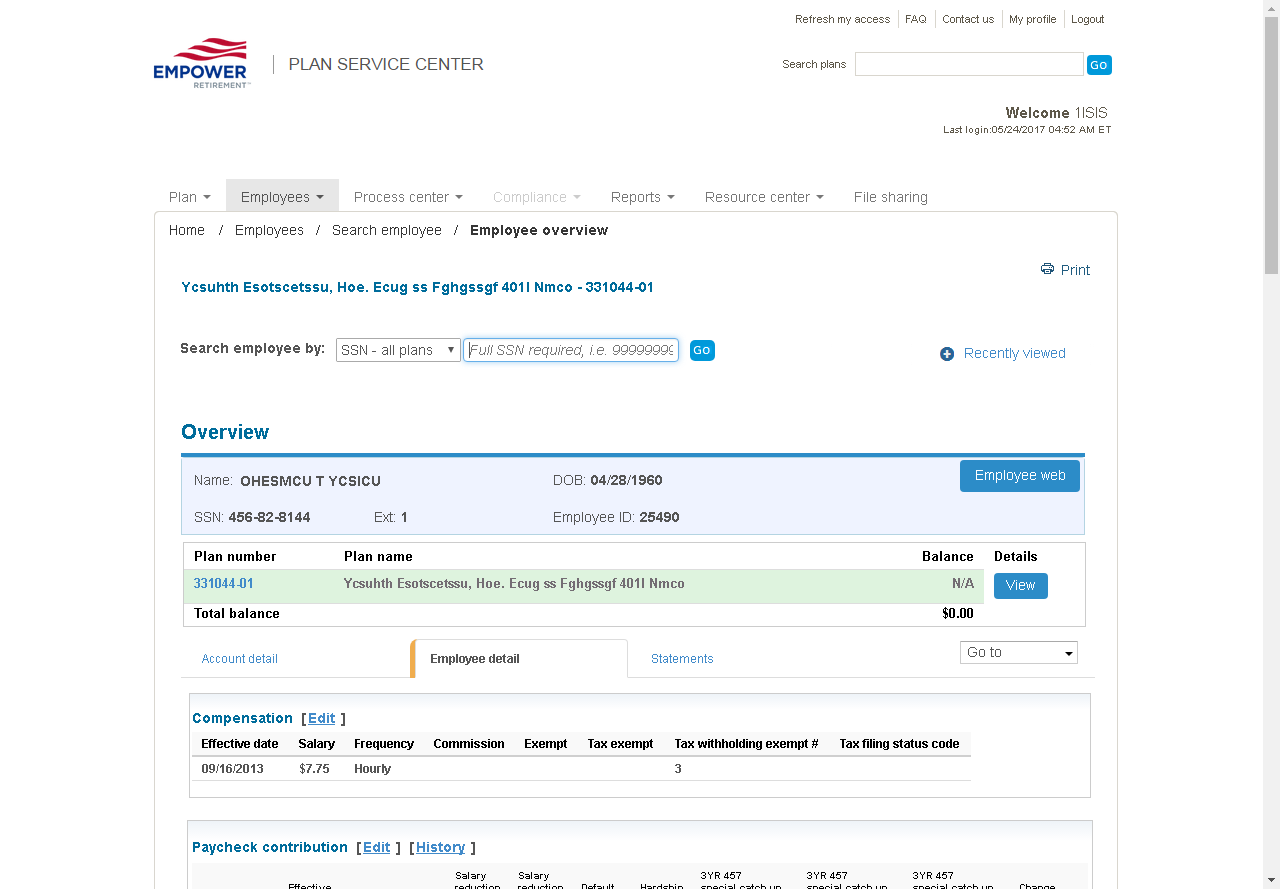 Refresh my access FAQ Contact us My profile Logout
EMPOWER
RETIREMENT™
PLAN SERVICE CENTER
Search plans Go
Welcome 1ISIS
Last login:05/24/2017 04:52 AM ET
Plan Employees Process center Compliance Reports Resource center File sharing
Home / Employees / Search employee / Employee overview
Print
Ycsuhth Esotscetssu, Hoe. Ecug ss Fghgssgf 401l Nmco - 331044-01
Search employee by: SSN - all plans Full SSN required, i.e. 99999999 Go
Recently viewed
Overview
Name: OHESMCU T YCSICU DOB: 04/28/1960 Employee web
SSN: 456-82-8144 Ext: 1 Employee ID: 25490
Plan number Plan name Balance Details
331044-01 Ycsuhth Esotscetssu, Hoe. Ecug ss Fghgssgf 401l Nmco N/A View
Total balance $0.00
Account detail Employee detail Statements Go to
Compensation [Edit ]
Effective date Salary Frequency Commission Exempt Tax exempt Tax withholding exempt # Tax filing status code
09/16/2013 $7.75 Hourly 3
Paycheck contribution [Edit ] [History ]
Salary Salary 3YR 457 3YR 457 3YR 457
Effective reduction reduction Default Hardship special catch up special catch up special catch up Change